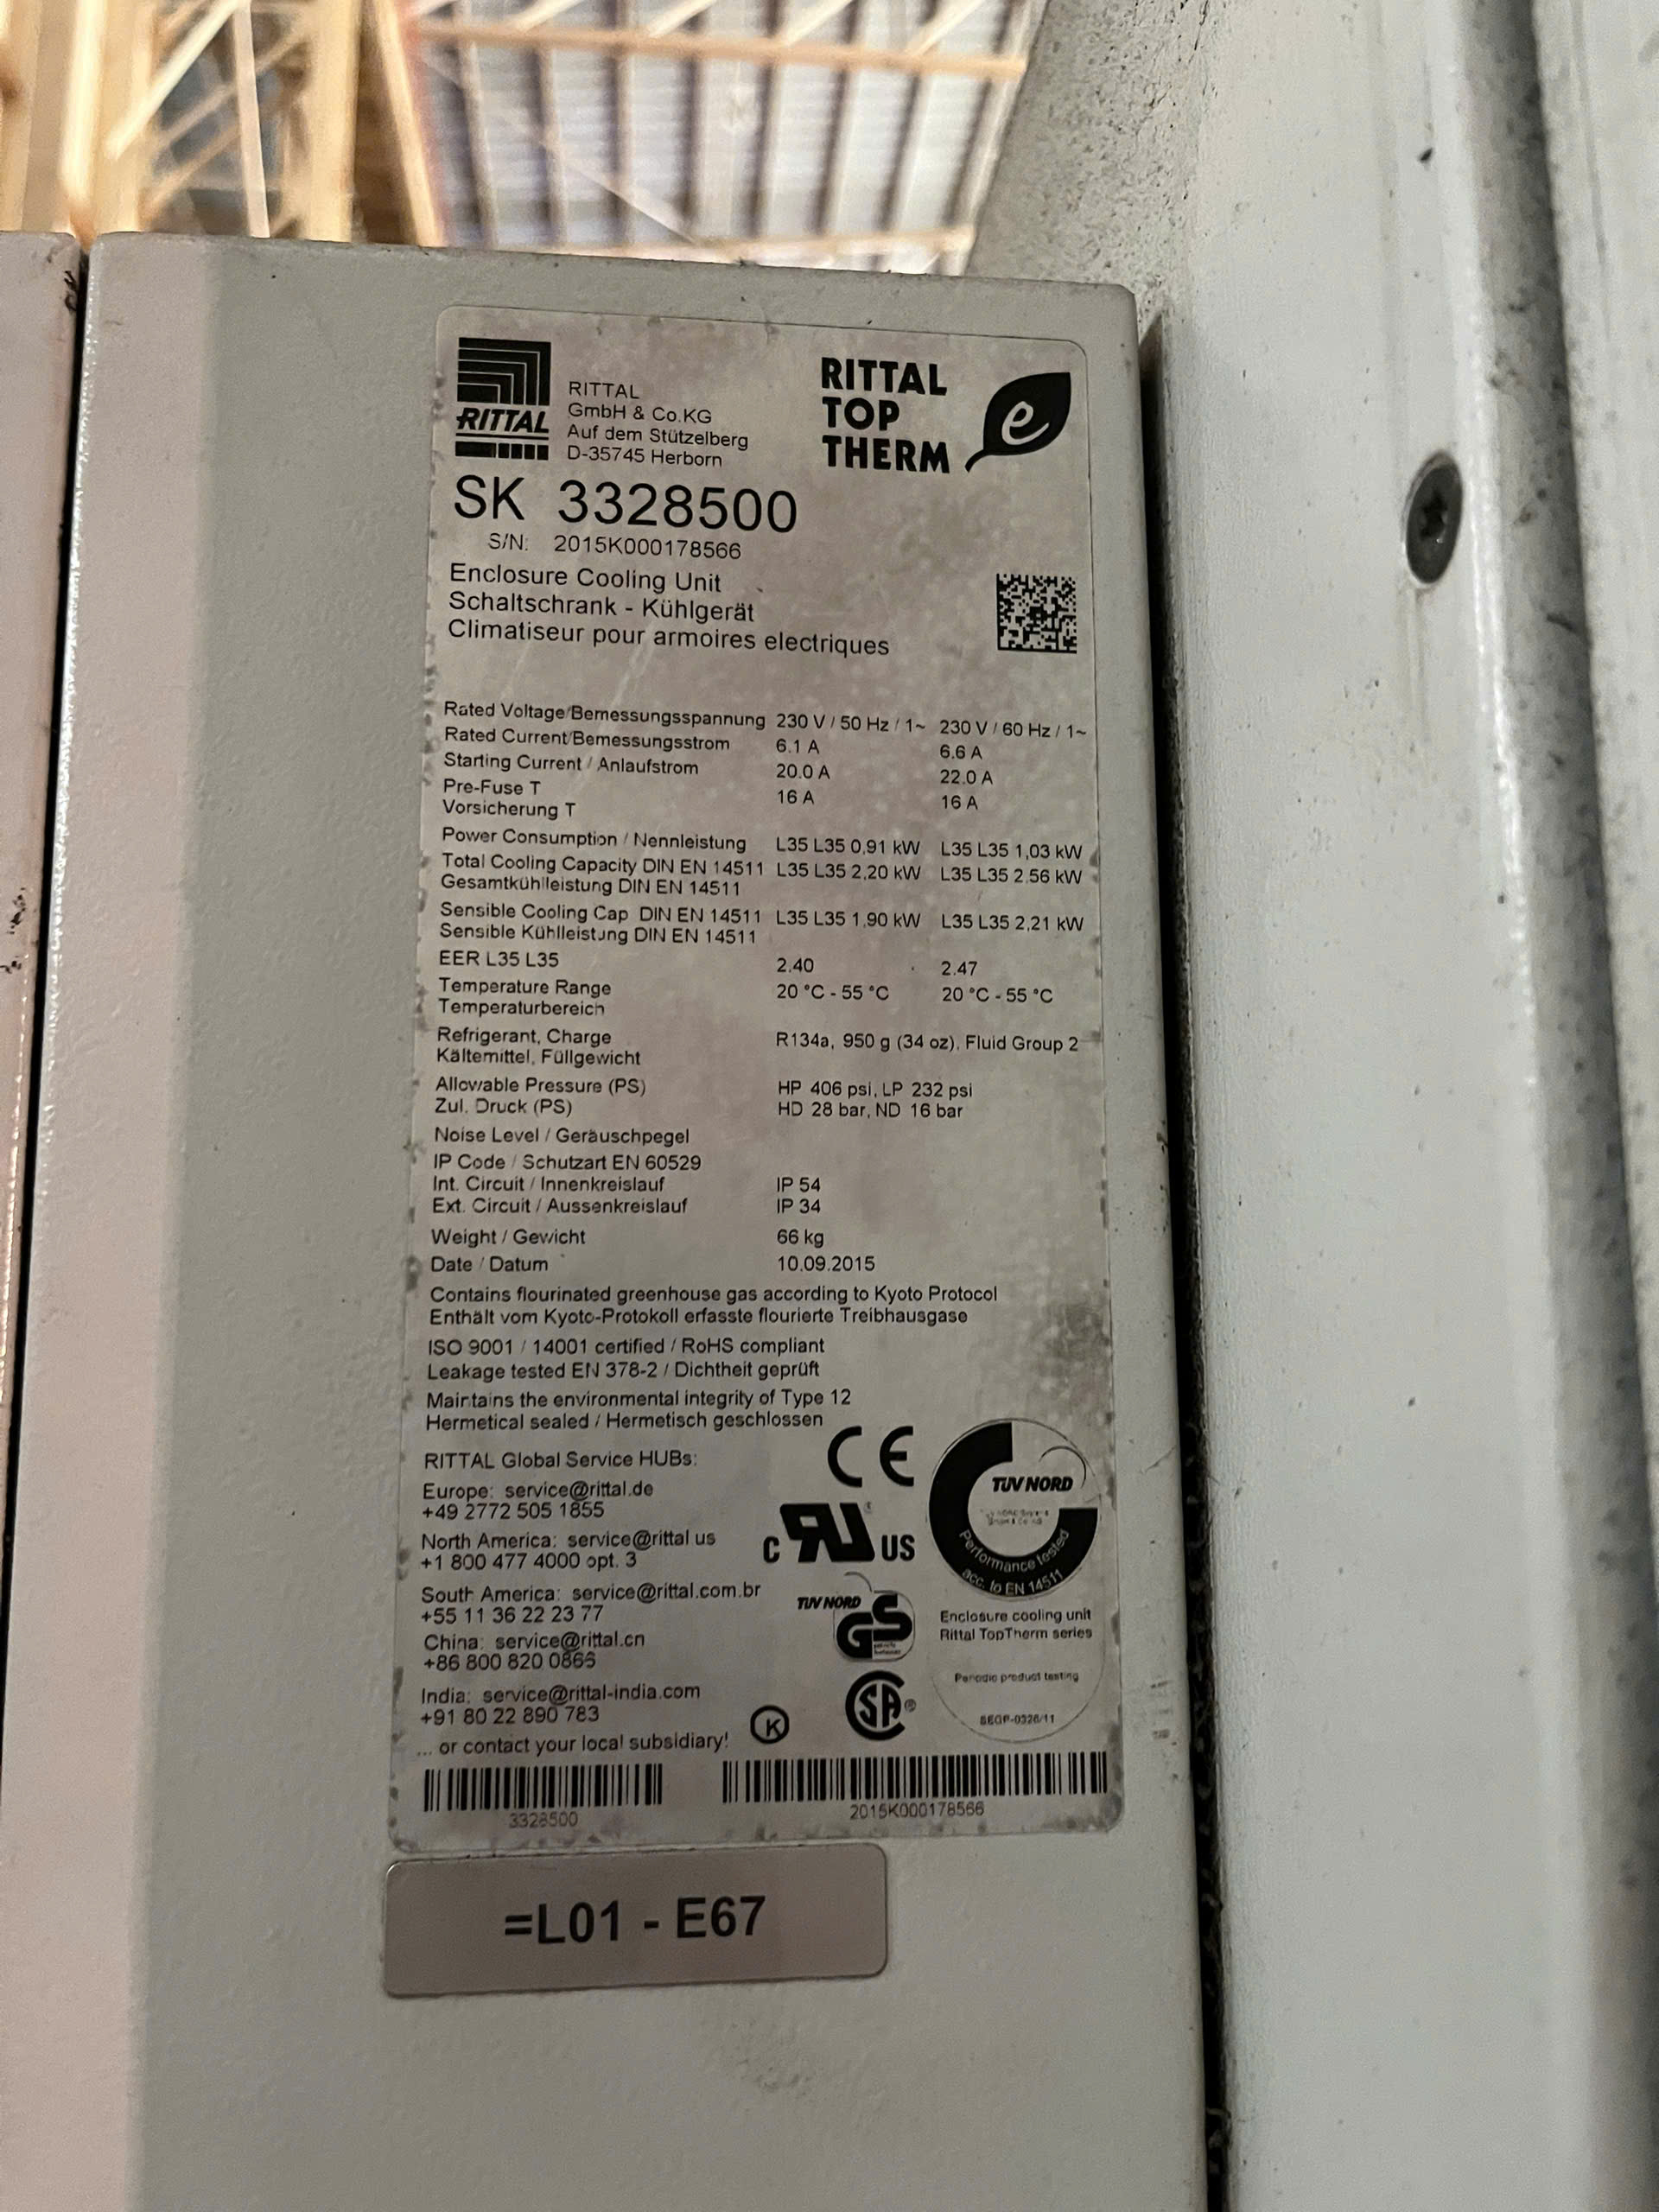 RITTAL
RITTAL
GmbH & Co.KG
Auf dem Stützelberg
D-35745 Herborn
RITTAL
TOP
THERM
e
SK 3328500
S/N: 2015K000178566
Enclosure Cooling Unit
Schaltschrank - Kühlgerät
Climatiseur pour armoires electriques
Rated Voltage/Bemessungsspannung 230 V / 50 Hz / 1~ 230 V / 60 Hz / 1~
Rated Current/Bemessungsstrom 6.1 A 6.6 A
Starting Current / Anlaufstrom 20.0 A 22.0 A
Pre-Fuse T 16 A 16 A
Vorsicherung T
Power Consumption / Nennleistung L35 L35 0,91 kW L35 L35 1,03 kW
Total Cooling Capacity DIN EN 14511 L35 L35 2,20 kW L35 L35 2.56 kW
Gesamtkühlleistung DIN EN 14511
Sensible Cooling Cap DIN EN 14511 L35 L35 1,90 kW L35 L35 2,21 kW
Sensible Kühlleistung DIN EN 14511
EER L35 L35 2.40 2.47
Temperature Range 20 °C - 55 °C 20 °C - 55 °C
Temperaturbereich
Refrigerant, Charge R134a, 950 g (34 oz), Fluid Group 2
Kältemittel, Füllgewicht
Allowable Pressure (PS) HP 406 psi, LP 232 psi
Zul. Druck (PS) HD 28 bar, ND 16 bar
Noise Level / Geräuschpegel
IP Code / Schutzart EN 60529
Int. Circuit / Innenkreislauf IP 54
Ext. Circuit / Aussenkreislauf IP 34
Weight / Gewicht 66 kg
Date / Datum 10.09.2015
Contains flourinated greenhouse gas according to Kyoto Protocol
Enthält vom Kyoto-Protokoll erfasste flourierte Treibhausgase
ISO 9001 / 14001 certified / RoHS compliant
Leakage tested EN 378-2 / Dichtheit geprüft
Maintains the environmental integrity of Type 12
Hermetical sealed / Hermetisch geschlossen
RITTAL Global Service HUBs:
Europe: service@rittal.de
+49 2772 505 1855
North America: service@rittal us
+1 800 477 4000 opt. 3
South America: service@rittal.com.br
+55 11 36 22 23 77
China: service@rittal.cn
+86 800 820 0866
India: service@rittal-india.com
+91 80 22 890 783
... or contact your local subsidiary!
CE
C RU ® US
TÜV NORD
GS
K
SA ®
TÜV NORD
Performance tested
acc. to EN 14511
Enclosure cooling unit
Rittal TopTherm series
Periodic product testing
SEGP-0326/11
3328500
2015K000178566
=L01 - E67